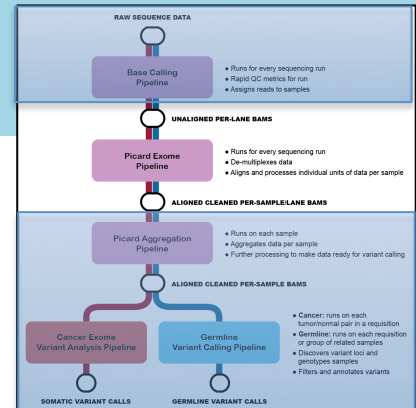 RAW SEQUENCE DATA
Base Calling
Pipeline
● Runs for every sequencing run
● Rapid QC metrics for run
● Assigns reads to samples
UNALIGNED PER-LANE BAMS
Picard Exome
Pipeline
● Runs for every sequencing run
● De-multiplexes data
● Aligns and processes individual units of data per sample
ALIGNED CLEANED PER-SAMPLE/LANE BAMS
Picard Aggregation
Pipeline
● Runs on each sample
● Aggregates data per sample
● Further processing to make data ready for variant calling
ALIGNED CLEANED PER-SAMPLE BAMS
Cancer Exome
Variant Analysis Pipeline
Germline
Variant Calling Pipeline
● Cancer: runs on each
tumor/normal pair in a requisition
● Germline: runs on each requisition
or group of related samples
● Discovers variant loci and
genotypes samples
● Filters and annotates variants
SOMATIC VARIANT CALLS
GERMLINE VARIANT CALLS